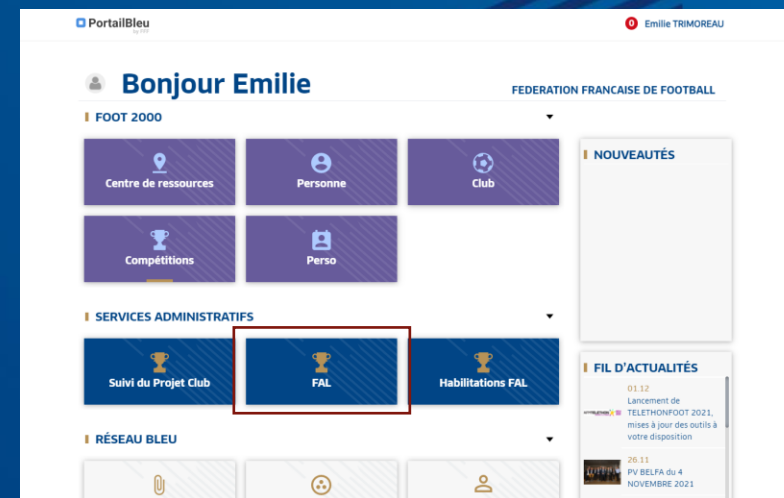 PortailBleu
by FFF
0 Emilie TRIMOREAU
Bonjour Emilie
FEDERATION FRANCAISE DE FOOTBALL
FOOT 2000
Centre de ressources
Personne
Club
Compétitions
Perso
NOUVEAUTÉS
SERVICES ADMINISTRATIFS
Suivi du Projet Club
FAL
Habilitations FAL
FIL D'ACTUALITÉS
01.12
Lancement de
TELETHONFOOT 2021,
mises à jour des outils à
votre disposition
26.11
PV BELFA du 4
NOVEMBRE 2021
RÉSEAU BLEU